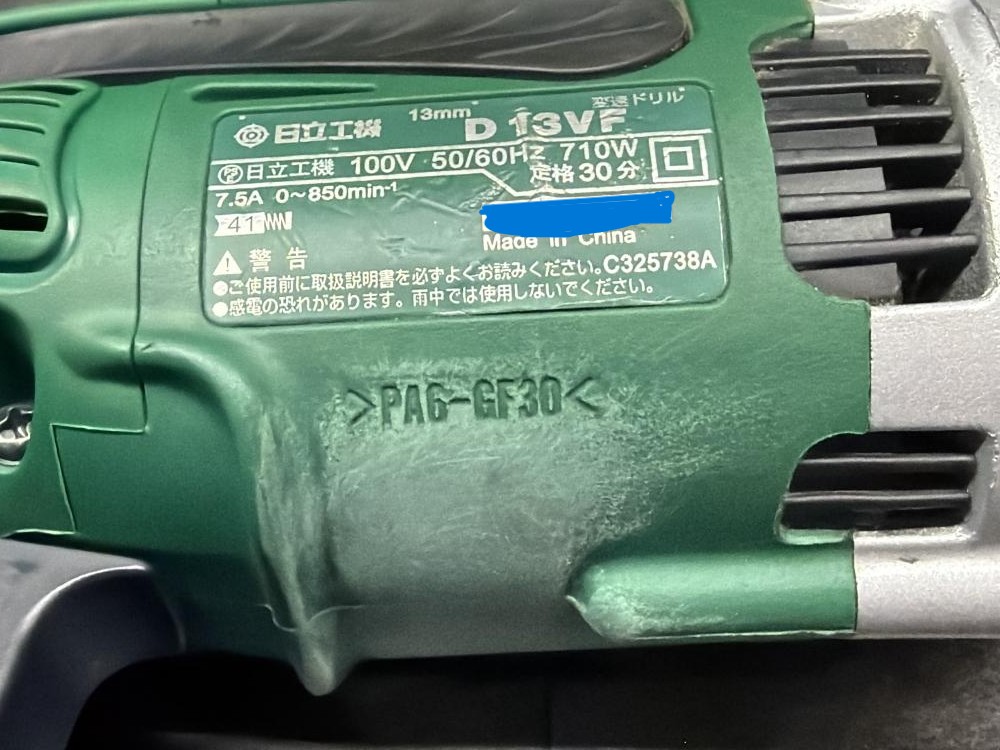 変速ドリル
日立工機 13mm D 13VF
PS E 日立工機 100V 50/60Hz 710W
7.5A 0～850min-1 定格30分
41
Made in China
警告 C325738A
●ご使用前に取扱説明書を必ずよくお読みください。
●感電の恐れがあります。雨中では使用しないでください。
>PA6-GF30<